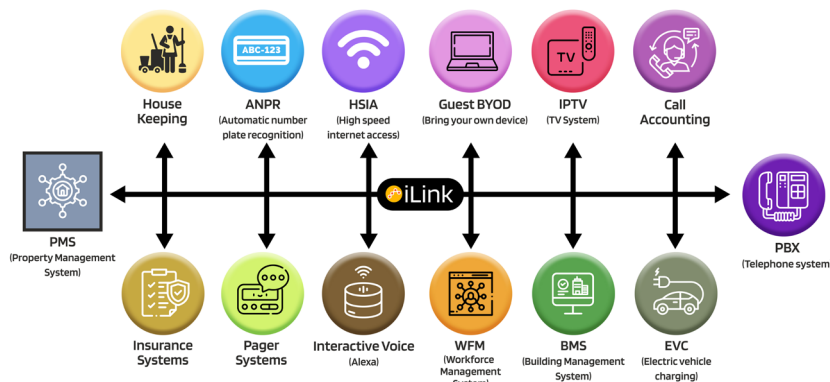 ABC-123
TV
House
Keeping
ANPR
(Automatic number
plate recognition)
HSIA
(High speed
internet access)
Guest BYOD
(Bring your own device)
IPTV
(TV System)
Call
Accounting
iLink
PMS
(Property Management
System)
PBX
(Telephone system
Insurance
Systems
Pager
Systems
Interactive Voice
(Alexa)
WFM
(Workforce
Management
System)
BMS
(Building Management
System)
EVC
(Electric vehicle
charging)